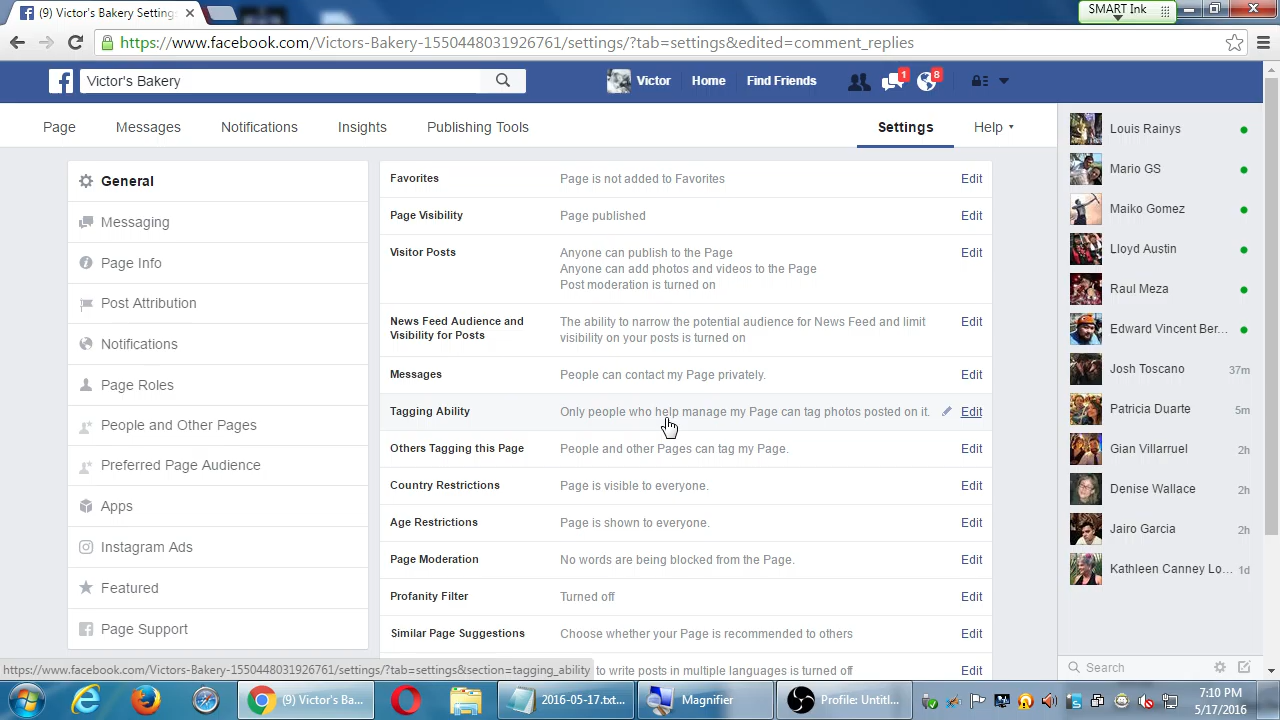 (9) Victor's Bakery Setting
SMART Ink
https://www.facebook.com/Victors-Bakery-1550448031926761/settings/?tab=settings&edited=comment_replies
Victor's Bakery
Victor
Home
Find Friends
1
8
Page
Messages
Notifications
Insights
Publishing Tools
Settings
Help
General
Messaging
Page Info
Post Attribution
Notifications
Page Roles
People and Other Pages
Preferred Page Audience
Apps
Instagram Ads
Featured
Page Support
Favorites Page is not added to Favorites Edit
Page Visibility Page published Edit
Visitor Posts Anyone can publish to the Page Edit
Anyone can add photos and videos to the Page
Post moderation is turned on
News Feed Audience and The ability to narrow the potential audience for News Feed and limit Edit
Visibility for Posts visibility on your posts is turned on
Messages People can contact my Page privately. Edit
Tagging Ability Only people who help manage my Page can tag photos posted on it. Edit
Others Tagging this Page People and other Pages can tag my Page. Edit
Country Restrictions Page is visible to everyone. Edit
Age Restrictions Page is shown to everyone. Edit
Page Moderation No words are being blocked from the Page. Edit
Profanity Filter Turned off Edit
Similar Page Suggestions Choose whether your Page is recommended to others Edit
to write posts in multiple languages is turned off Edit
Louis Rainys
Mario GS
Maiko Gomez
Lloyd Austin
Raul Meza
Edward Vincent Ber...
Josh Toscano 37m
Patricia Duarte 5m
Gian Villarruel 2h
Denise Wallace 2h
Jairo Garcia 2h
Kathleen Canney Lo... 1d
Search
https://www.facebook.com/Victors-Bakery-1550448031926761/settings/?tab=settings&section=tagging_ability
(9) Victor's Ba...
2016-05-17.txt...
Magnifier
Profile: Untitl...
7:10 PM
5/17/2016